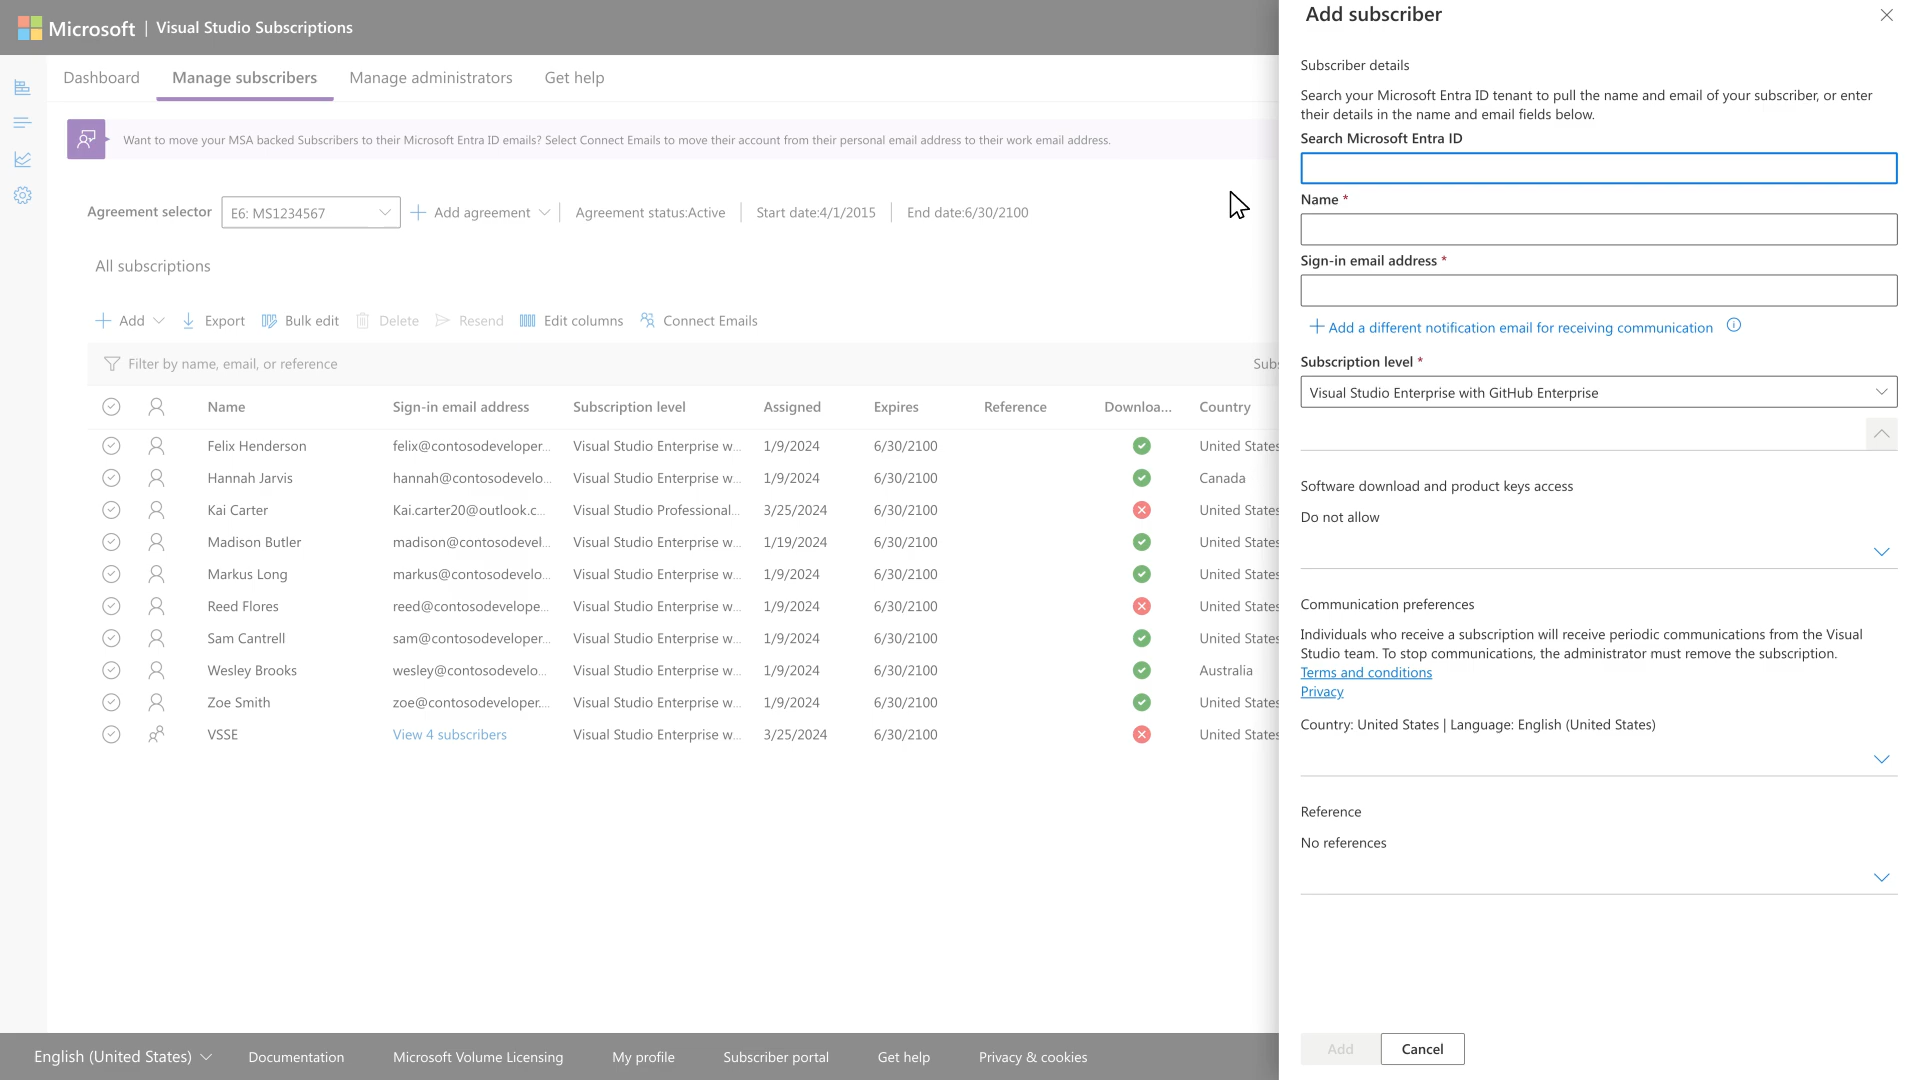 Microsoft | Visual Studio Subscriptions
Dashboard Manage subscribers Manage administrators Get help
Want to move your MSA backed Subscribers to their Microsoft Entra ID emails? Select Connect Emails to move their account from their personal email address to their work email address.
Agreement selector E6: MS1234567 Add agreement Agreement status:Active Start date:4/1/2015 End date:6/30/2100
All subscriptions
Add Export Bulk edit Delete Resend Edit columns Connect Emails
Filter by name, email, or reference Subs
Name Sign-in email address Subscription level Assigned Expires Reference Downloa... Country
Felix Henderson felix@contosodeveloper... Visual Studio Enterprise w... 1/9/2024 6/30/2100 United States
Hannah Jarvis hannah@contosodevelo... Visual Studio Enterprise w... 1/9/2024 6/30/2100 Canada
Kai Carter Kai.carter20@outlook.c... Visual Studio Professional... 3/25/2024 6/30/2100 United States
Madison Butler madison@contosodevel... Visual Studio Enterprise w... 1/19/2024 6/30/2100 United States
Markus Long markus@contosodevelo... Visual Studio Enterprise w... 1/9/2024 6/30/2100 United States
Reed Flores reed@contosodevelope... Visual Studio Enterprise w... 1/9/2024 6/30/2100 United States
Sam Cantrell sam@contosodeveloper... Visual Studio Enterprise w... 1/9/2024 6/30/2100 United States
Wesley Brooks wesley@contosodevelo... Visual Studio Enterprise w... 1/9/2024 6/30/2100 Australia
Zoe Smith zoe@contosodeveloper.... Visual Studio Enterprise w... 1/9/2024 6/30/2100 United States
VSSE View 4 subscribers Visual Studio Enterprise w... 3/25/2024 6/30/2100 United States
English (United States) Documentation Microsoft Volume Licensing My profile Subscriber portal Get help Privacy & cookies
Add subscriber
Subscriber details
Search your Microsoft Entra ID tenant to pull the name and email of your subscriber, or enter
their details in the name and email fields below.
Search Microsoft Entra ID
Name *
Sign-in email address *
Add a different notification email for receiving communication
Subscription level *
Visual Studio Enterprise with GitHub Enterprise
Software download and product keys access
Do not allow
Communication preferences
Individuals who receive a subscription will receive periodic communications from the Visual
Studio team. To stop communications, the administrator must remove the subscription.
Terms and conditions
Privacy
Country: United States | Language: English (United States)
Reference
No references
Add Cancel